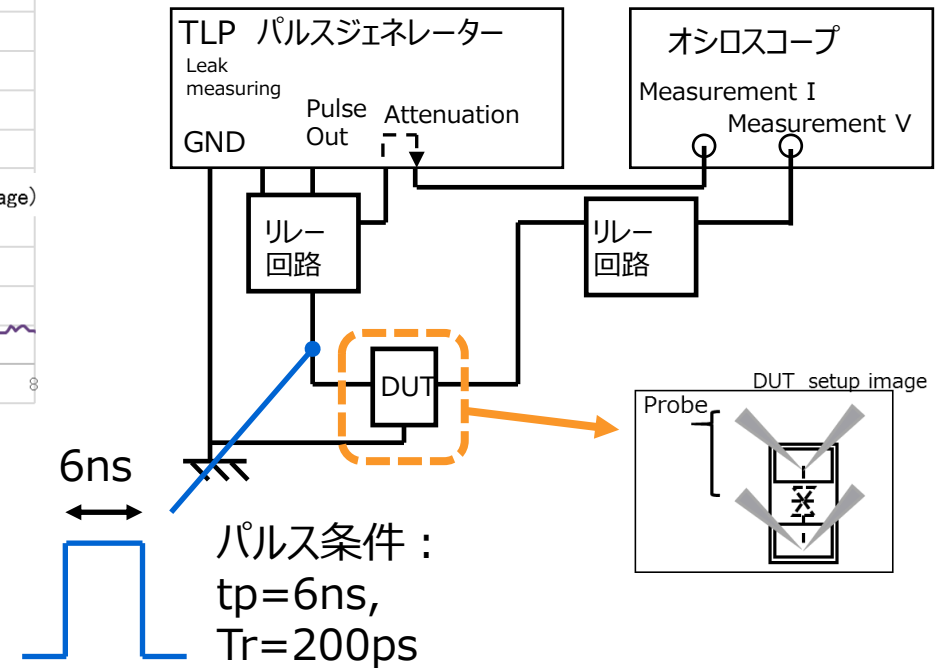 TLP パルスジェネレーター
Leak
measuring
GND
Pulse
Out
Attenuation
オシロスコープ
Measurement I
Measurement V
age)
リレー
回路
リレー
回路
DUT
8
DUT setup image
Probe
6ns
パルス条件：
tp=6ns,
Tr=200ps